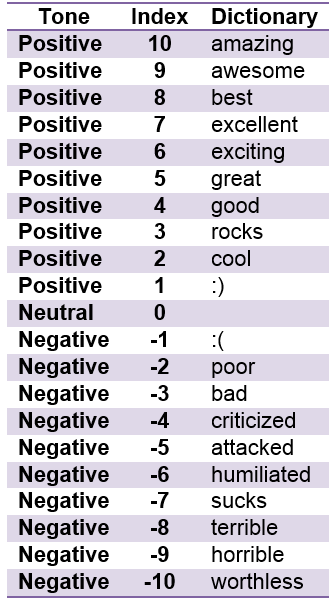 Tone Index Dictionary
Positive 10 amazing
Positive 9 awesome
Positive 8 best
Positive 7 excellent
Positive 6 exciting
Positive 5 great
Positive 4 good
Positive 3 rocks
Positive 2 cool
Positive 1 :)
Neutral 0
Negative -1 :(
Negative -2 poor
Negative -3 bad
Negative -4 criticized
Negative -5 attacked
Negative -6 humiliated
Negative -7 sucks
Negative -8 terrible
Negative -9 horrible
Negative -10 worthless